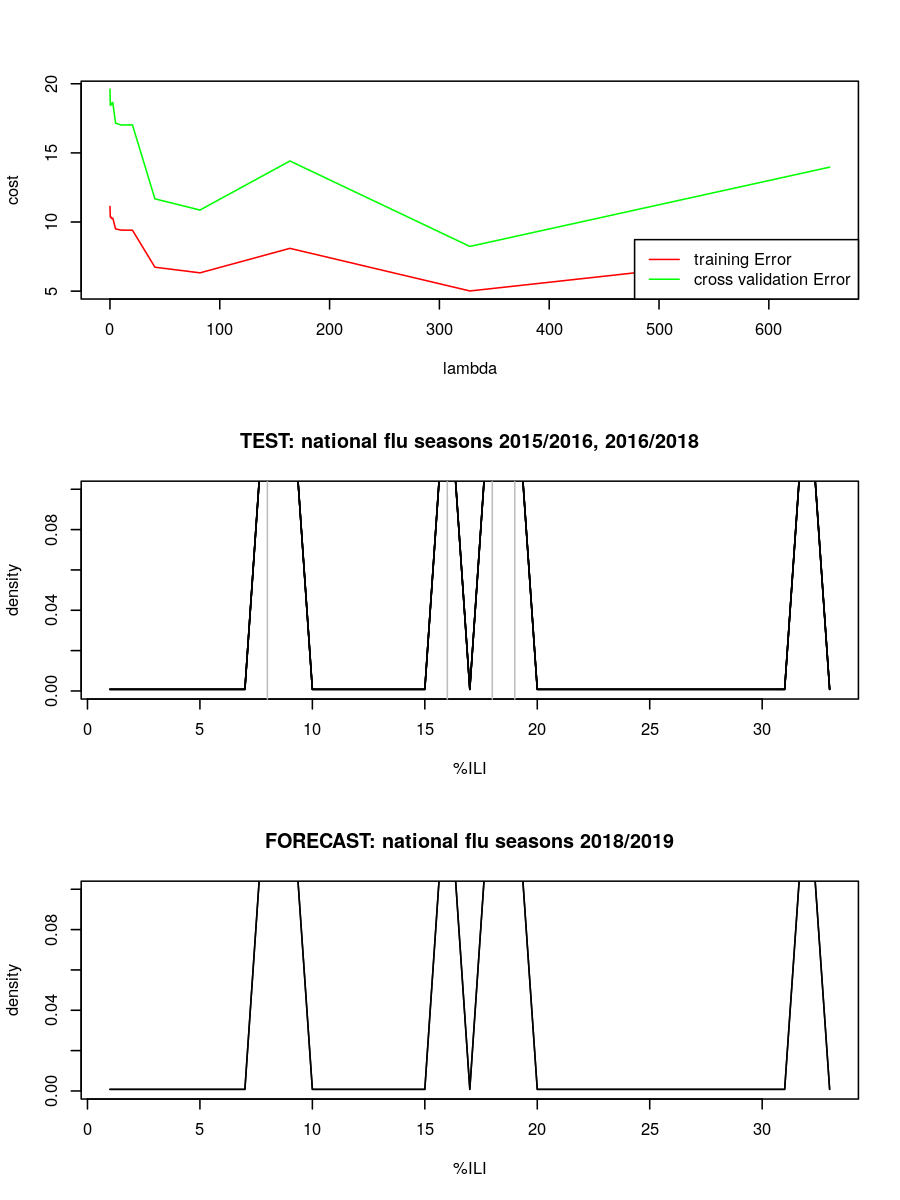 20
15
10
5
cost
training Error
cross validation Error
0 100 200 300 400 500 600
lambda
TEST: national flu seasons 2015/2016, 2016/2018
0.08
0.04
0.00
density
0 5 10 15 20 25 30
%ILI
FORECAST: national flu seasons 2018/2019
0.08
0.04
0.00
density
0 5 10 15 20 25 30
%ILI